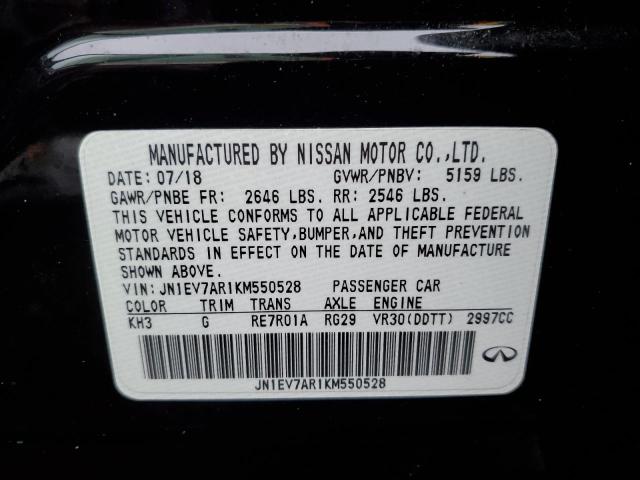 MANUFACTURED BY NISSAN MOTOR CO.,LTD.
DATE: 07/18 GVWR/PNBV: 5159 LBS.
GAWR/PNBE FR: 2646 LBS. RR: 2546 LBS.
THIS VEHICLE CONFORMS TO ALL APPLICABLE FEDERAL
MOTOR VEHICLE SAFETY,BUMPER,AND THEFT PREVENTION
STANDARDS IN EFFECT ON THE DATE OF MANUFACTURE
SHOWN ABOVE.
VIN: JN1EV7AR1KM550528 PASSENGER CAR
COLOR TRIM TRANS AXLE ENGINE
KH3 G RE7R01A RG29 VR30(DDTT) 2997CC
JN1EV7AR1KM550528